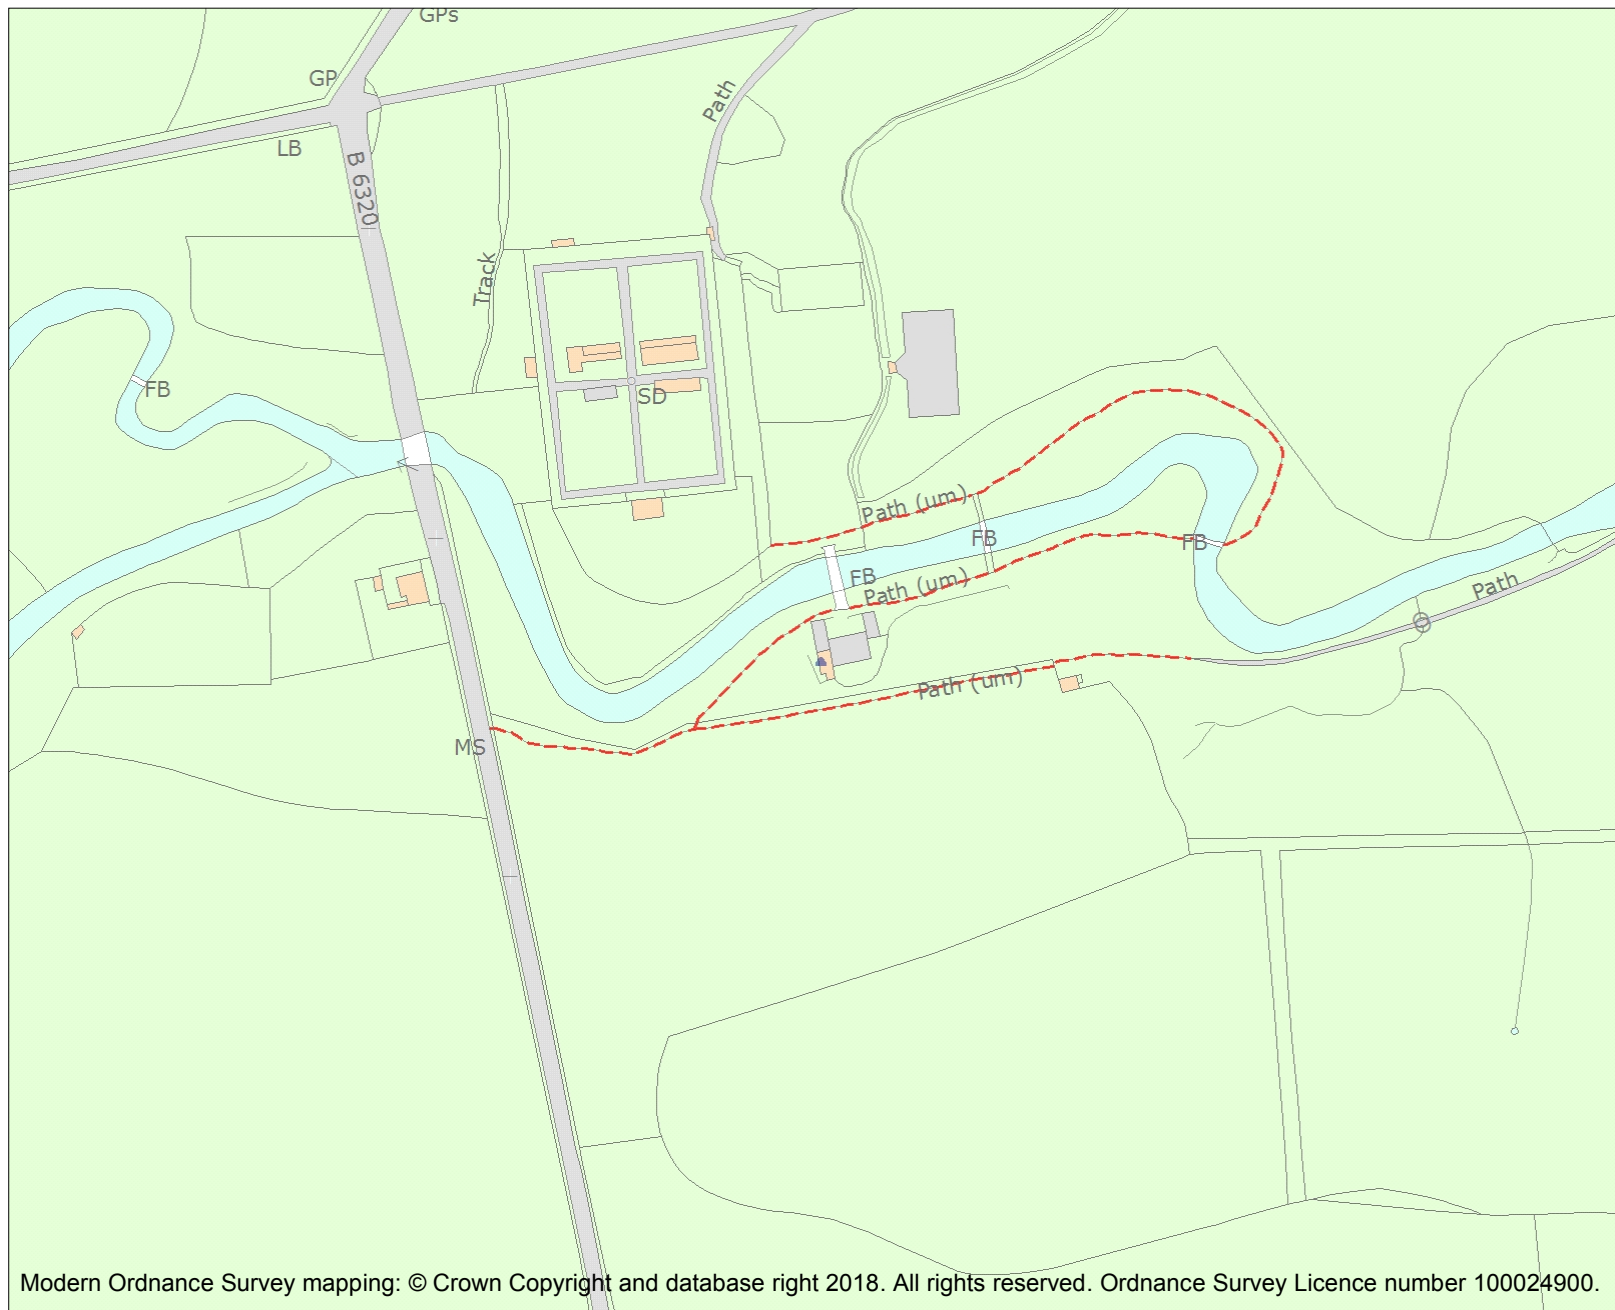 GPs
GP
Path
LB
B 6320
Track
FB
SD
Path (um)
FB
FB
FB
Path (um)
Path
Path (um)
MS
Modern Ordnance Survey mapping: © Crown Copyright and database right 2018. All rights reserved. Ordnance Survey Licence number 100024900.